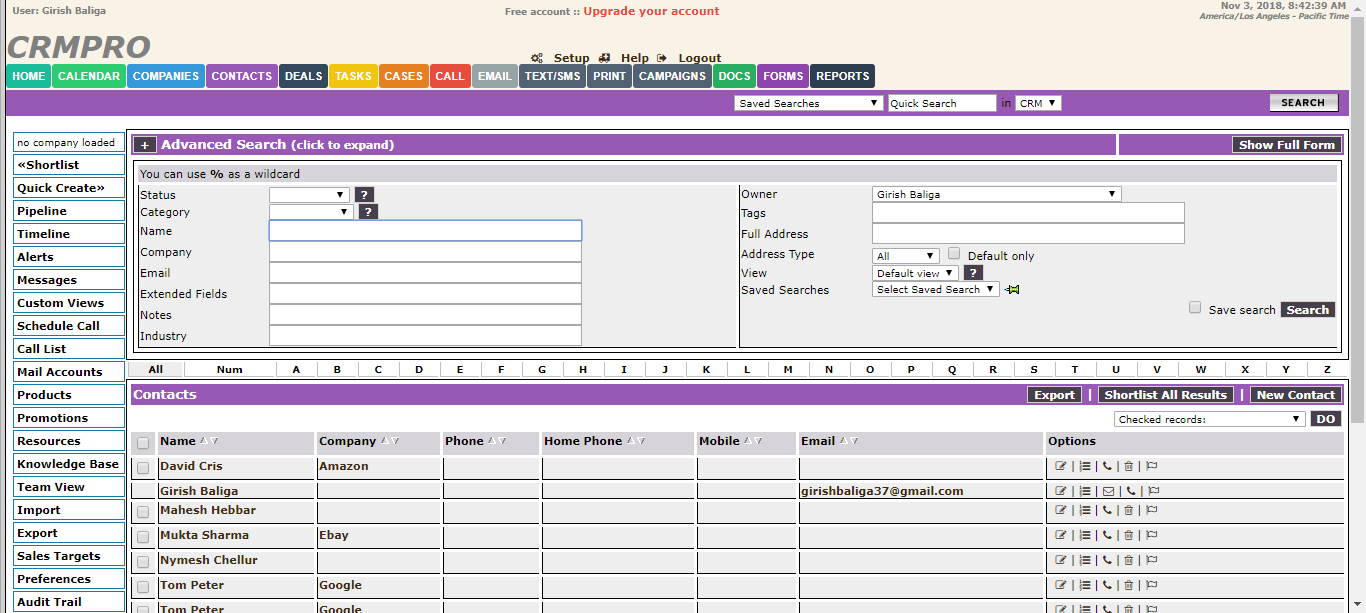 User: Girish Baliga
Free account :: Upgrade your account
Nov 3, 2018, 8:42:39 AM
America/Los Angeles - Pacific Time
CRMPRO
Setup Help Logout
HOME CALENDAR COMPANIES CONTACTS DEALS TASKS CASES CALL EMAIL TEXT/SMS PRINT CAMPAIGNS DOCS FORMS REPORTS
Saved Searches Quick Search in CRM SEARCH
no company loaded
«Shortlist
Quick Create»
Pipeline
Timeline
Alerts
Messages
Custom Views
Schedule Call
Call List
Mail Accounts
Products
Promotions
Resources
Knowledge Base
Team View
Import
Export
Sales Targets
Preferences
Audit Trail
+ Advanced Search (click to expand) Show Full Form
You can use % as a wildcard
Status ?
Category ?
Name
Company
Email
Extended Fields
Notes
Industry
Owner Girish Baliga
Tags
Full Address
Address Type All Default only
View Default view ?
Saved Searches Select Saved Search
Save search Search
All Num A B C D E F G H I J K L M N O P Q R S T U V W X Y Z
Contacts Export | Shortlist All Results | New Contact
Checked records: DO
Name Company Phone Home Phone Mobile Email Options
David Cris Amazon
Girish Baliga girishbaliga37@gmail.com
Mahesh Hebbar
Mukta Sharma Ebay
Nymesh Chellur
Tom Peter Google
Tom Peter Google